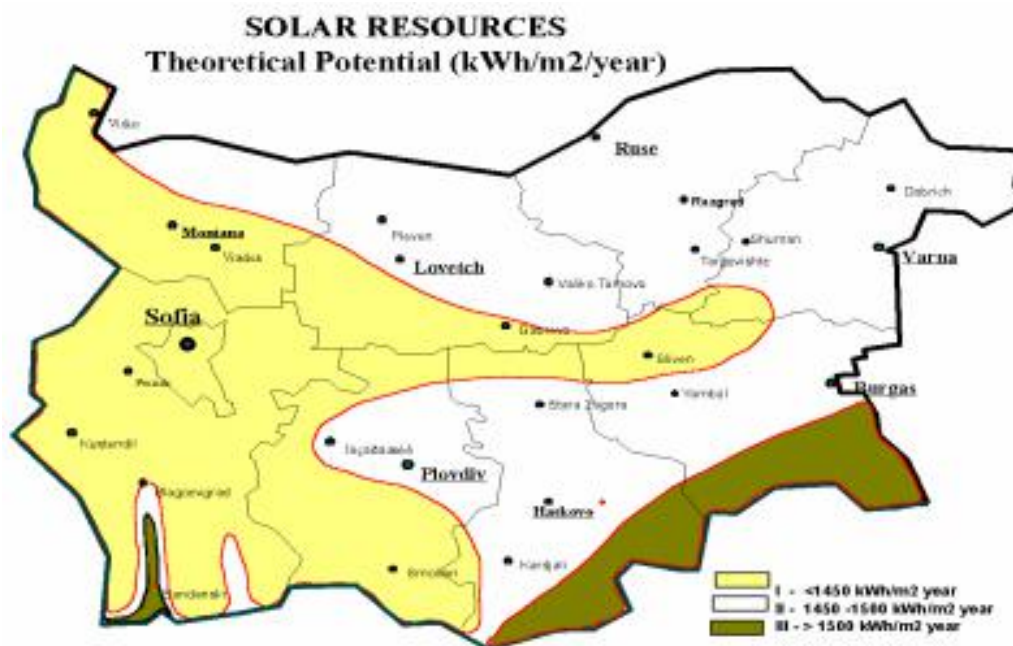 SOLAR RESOURCES
Theoretical Potential (kWh/m2/year)
Vidin
Ruse
Razgrad
Dobrich
Montana
Vratsa
Pleven
Lovetch
Shumen
Targovishte
Varna
Veliko Tarnovo
Sofia
Gabrovo
Sliven
Pernik
Burgas
Yambol
Stara Zagora
Kustendil
Plovdiv
Blagoevgrad
Haskovo
Smolian
Kardjali
Sandanski
I - <1450 kWh/m2 year
II - 1450 -1500 kWh/m2 year
III - > 1500 kWh/m2 year